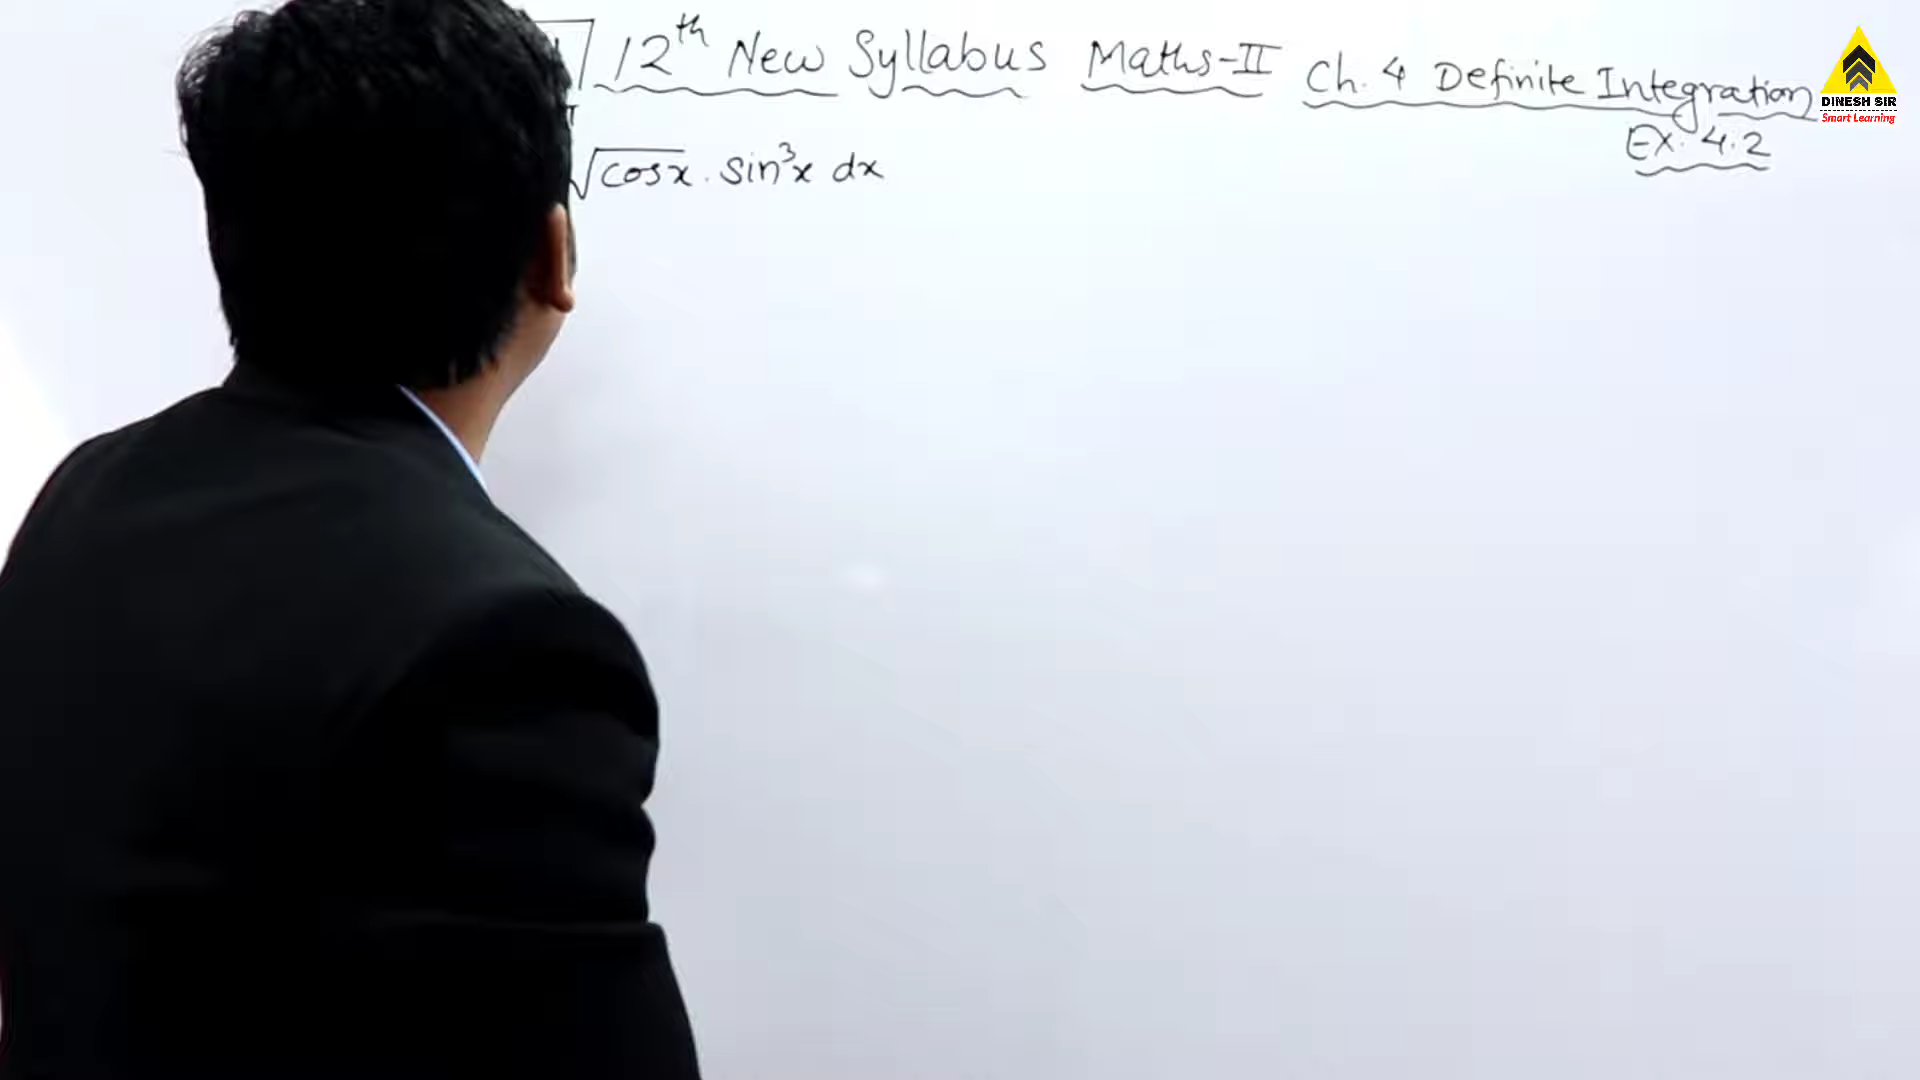 12th New Syllabus Maths-II Ch. 4 Definite Integration
Ex. 4.2
√cosx . sin³x dx
DINESH SIR
Smart Learning